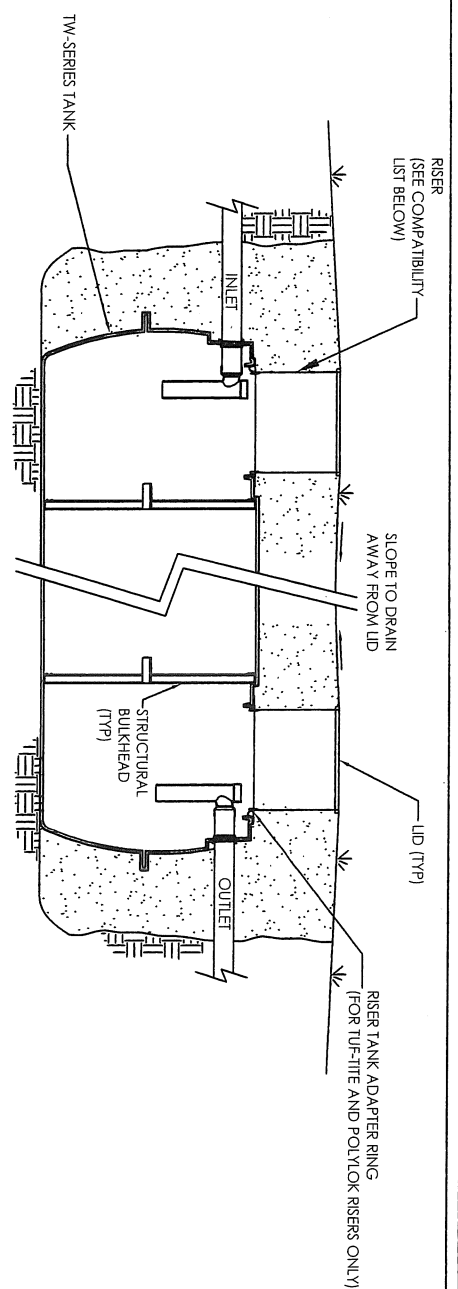 RISER
(SEE COMPATIBILITY
LIST BELOW)
TW-SERIES TANK
INLET
SLOPE TO DRAIN
AWAY FROM LID
STRUCTURAL
BULKHEAD
(TYP)
LID (TYP)
OUTLET
RISER TANK ADAPTER RING
(FOR TUF-TITE AND POLYLOK RISERS ONLY)